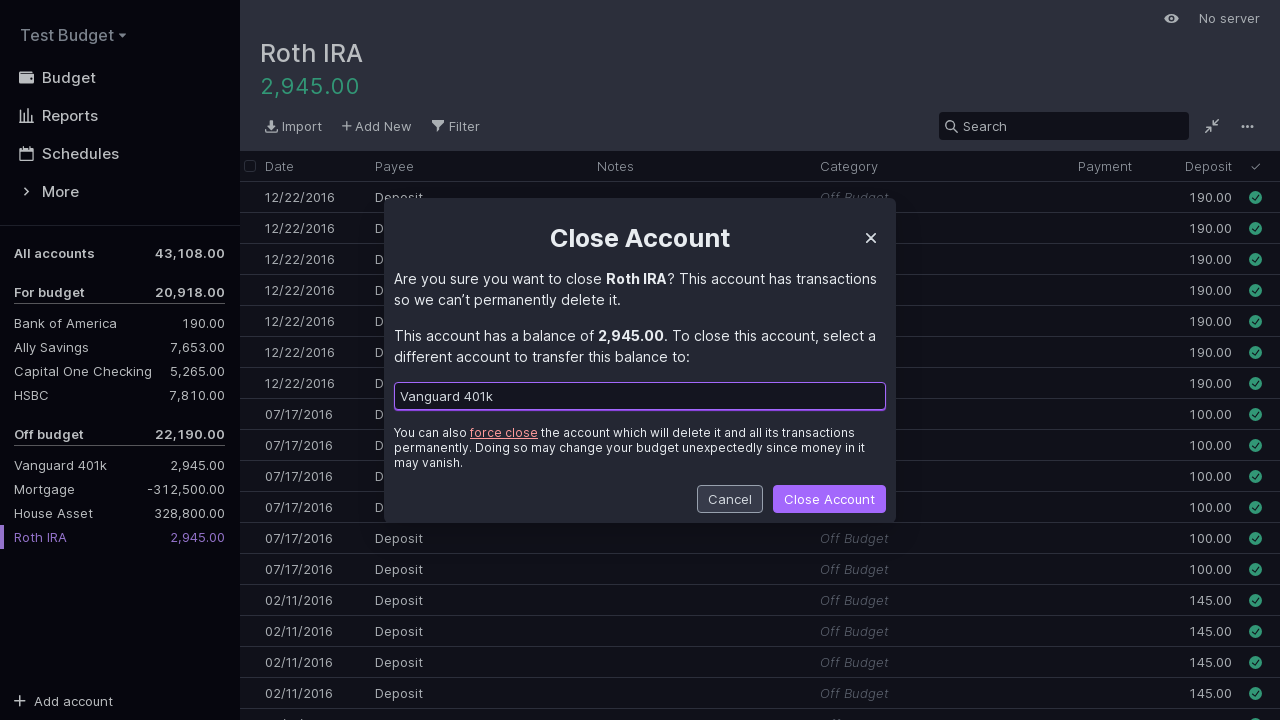 Test Budget
Budget
Reports
Schedules
More
All accounts 43,108.00
For budget 20,918.00
Bank of America 190.00
Ally Savings 7,653.00
Capital One Checking 5,265.00
HSBC 7,810.00
Off budget 22,190.00
Vanguard 401k 2,945.00
Mortgage -312,500.00
House Asset 328,800.00
Roth IRA 2,945.00
Add account
No server
Roth IRA
2,945.00
Import Add New Filter Search
Date Payee Notes Category Payment Deposit
12/22/2016 Deposit Off Budget 190.00
12/22/2016 D 190.00
12/22/2016 D 190.00
12/22/2016 D 190.00
12/22/2016 D 190.00
12/22/2016 D 190.00
12/22/2016 D 190.00
07/17/2016 D 100.00
07/17/2016 D 100.00
07/17/2016 D 100.00
07/17/2016 D 100.00
07/17/2016 Deposit Off Budget 100.00
07/17/2016 Deposit Off Budget 100.00
02/11/2016 Deposit Off Budget 145.00
02/11/2016 Deposit Off Budget 145.00
02/11/2016 Deposit Off Budget 145.00
02/11/2016 Deposit Off Budget 145.00
Close Account
Are you sure you want to close Roth IRA? This account has transactions
so we can’t permanently delete it.
This account has a balance of 2,945.00. To close this account, select a
different account to transfer this balance to:
Vanguard 401k
You can also force close the account which will delete it and all its transactions
permanently. Doing so may change your budget unexpectedly since money in it
may vanish.
Cancel Close Account